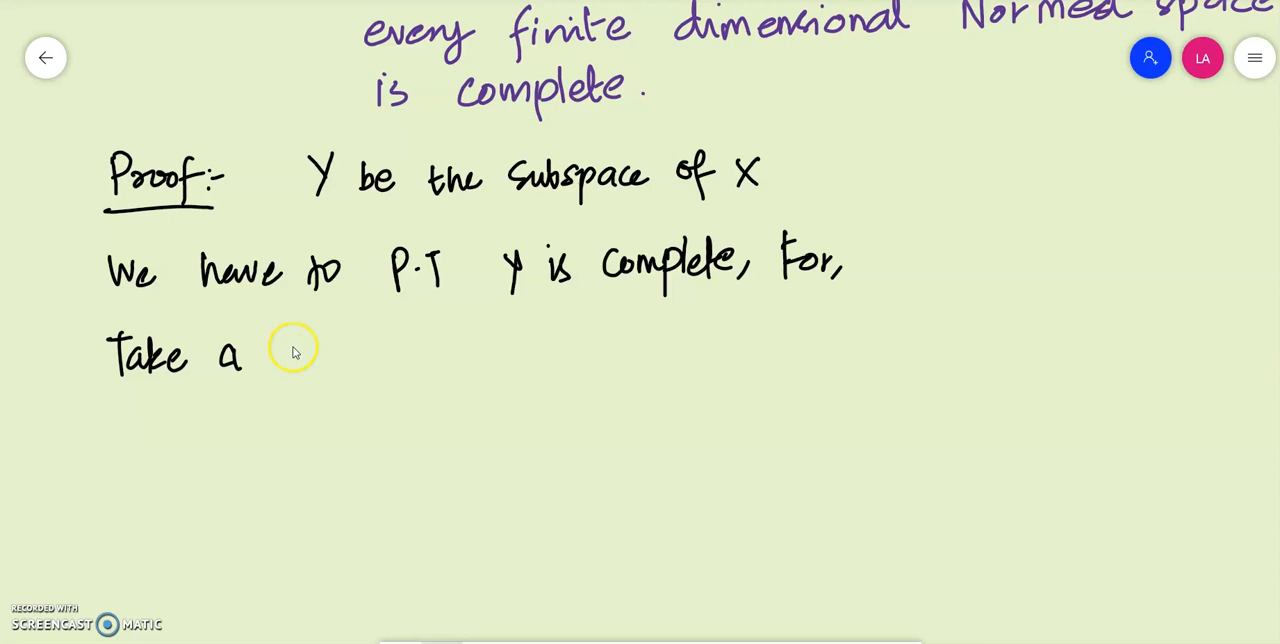 every finite dimensional Normed space
is complete.
Proof:- Y be the subspace of X
We have to P.T Y is complete, For,
Take a
LA
RECORDED WITH
SCREENCAST MATIC